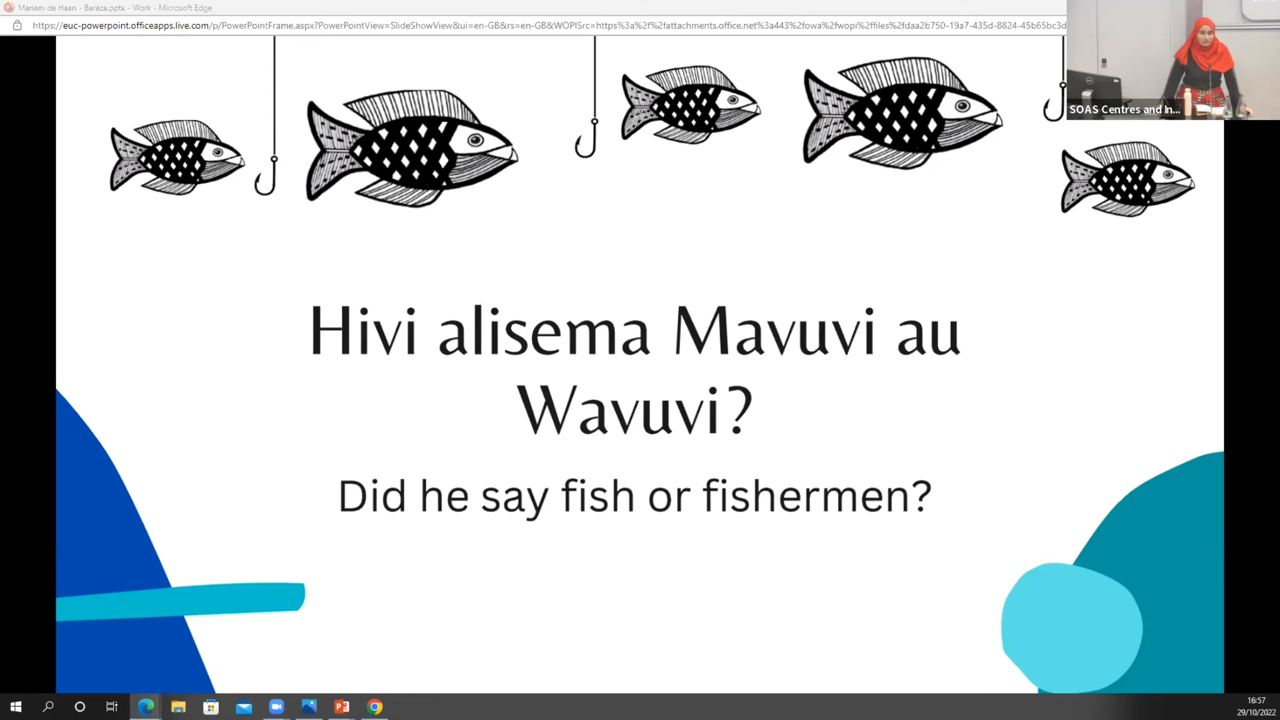 Mariam de Haan - Baraza.pptx - Work - Microsoft Edge
https://euc-powerpoint.officeapps.live.com/p/PowerPointFrame.aspx?PowerPointView=SlideShowView&ui=en-GB&rs=en-GB&WOPISrc=https%3a%2f%2fattachments.office.net%3a443%2fowa%2fwopi%2ffiles%2fdaa2b750-19a7-435d-8824-45b65bc3d
SOAS Centres and In...
Hivi alisema Mavuvi au
Wavuvi?
Did he say fish or fishermen?
16:57
29/10/2022